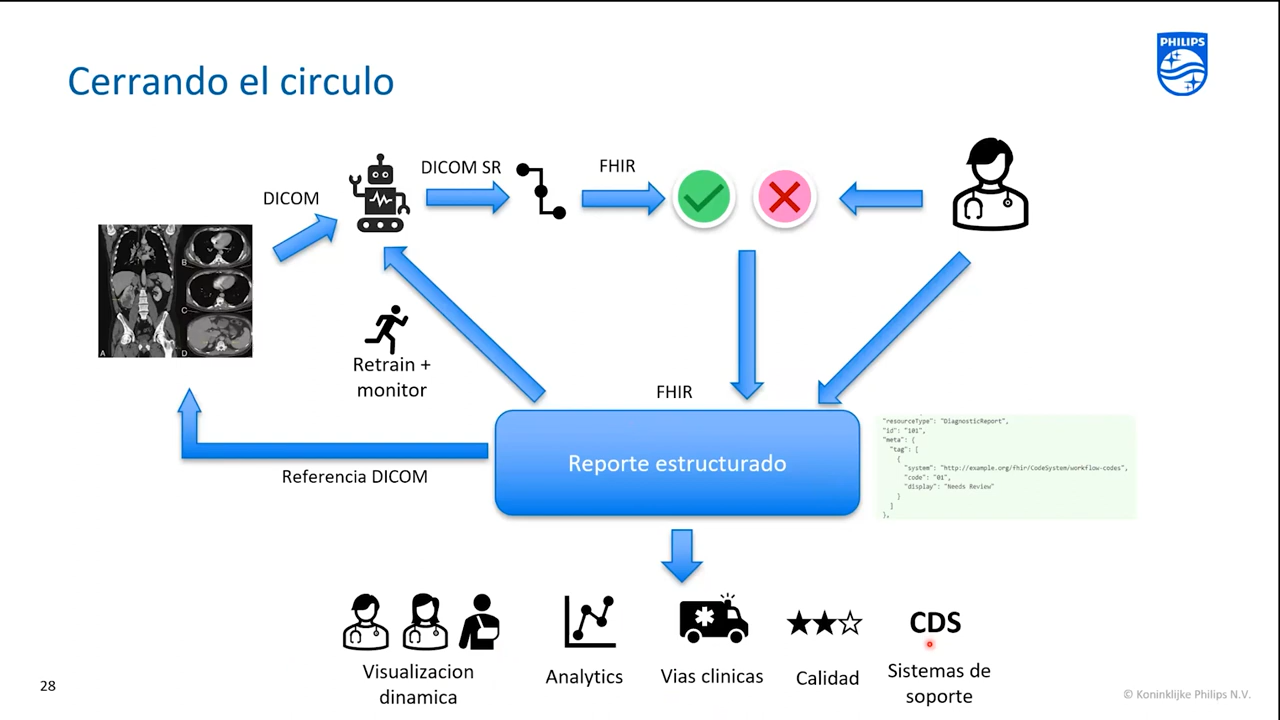 PHILIPS
Cerrando el circulo
DICOM SR
FHIR
DICOM
B
C
A
D
Retrain +
monitor
FHIR
Reporte estructurado
"resourceType": "DiagnosticReport",
"id": "101",
"meta": {
"tag": [
{
"system": "http://example.org/fhir/CodeSystem/workflow-codes",
"code": "01",
"display": "Needs Review"
}
]
},
Referencia DICOM
CDS
Visualizacion
dinamica
Analytics
Vias clinicas
Calidad
Sistemas de
soporte
28
© Koninklijke Philips N.V.